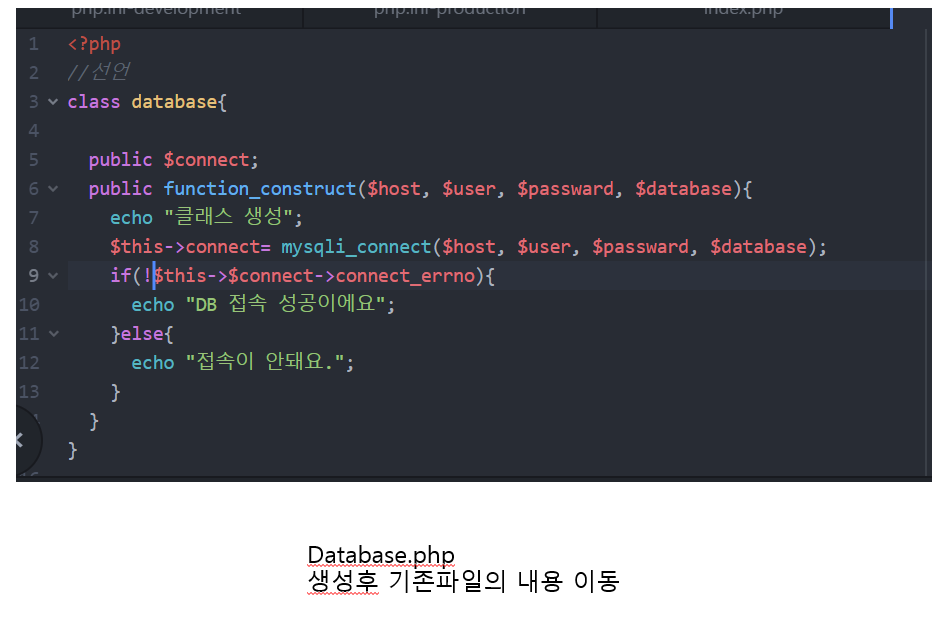 php.ini-development php.ini-production index.php
1 <?php
2 //선언
3 class database{
4
5 public $connect;
6 public function_construct($host, $user, $passward, $database){
7 echo "클래스 생성";
8 $this->connect= mysqli_connect($host, $user, $passward, $database);
9 if(!$this->$connect->connect_errno){
10 echo "DB 접속 성공이에요";
11 }else{
12 echo "접속이 안돼요.";
13 }
}
}
Database.php
생성후 기존파일의 내용 이동